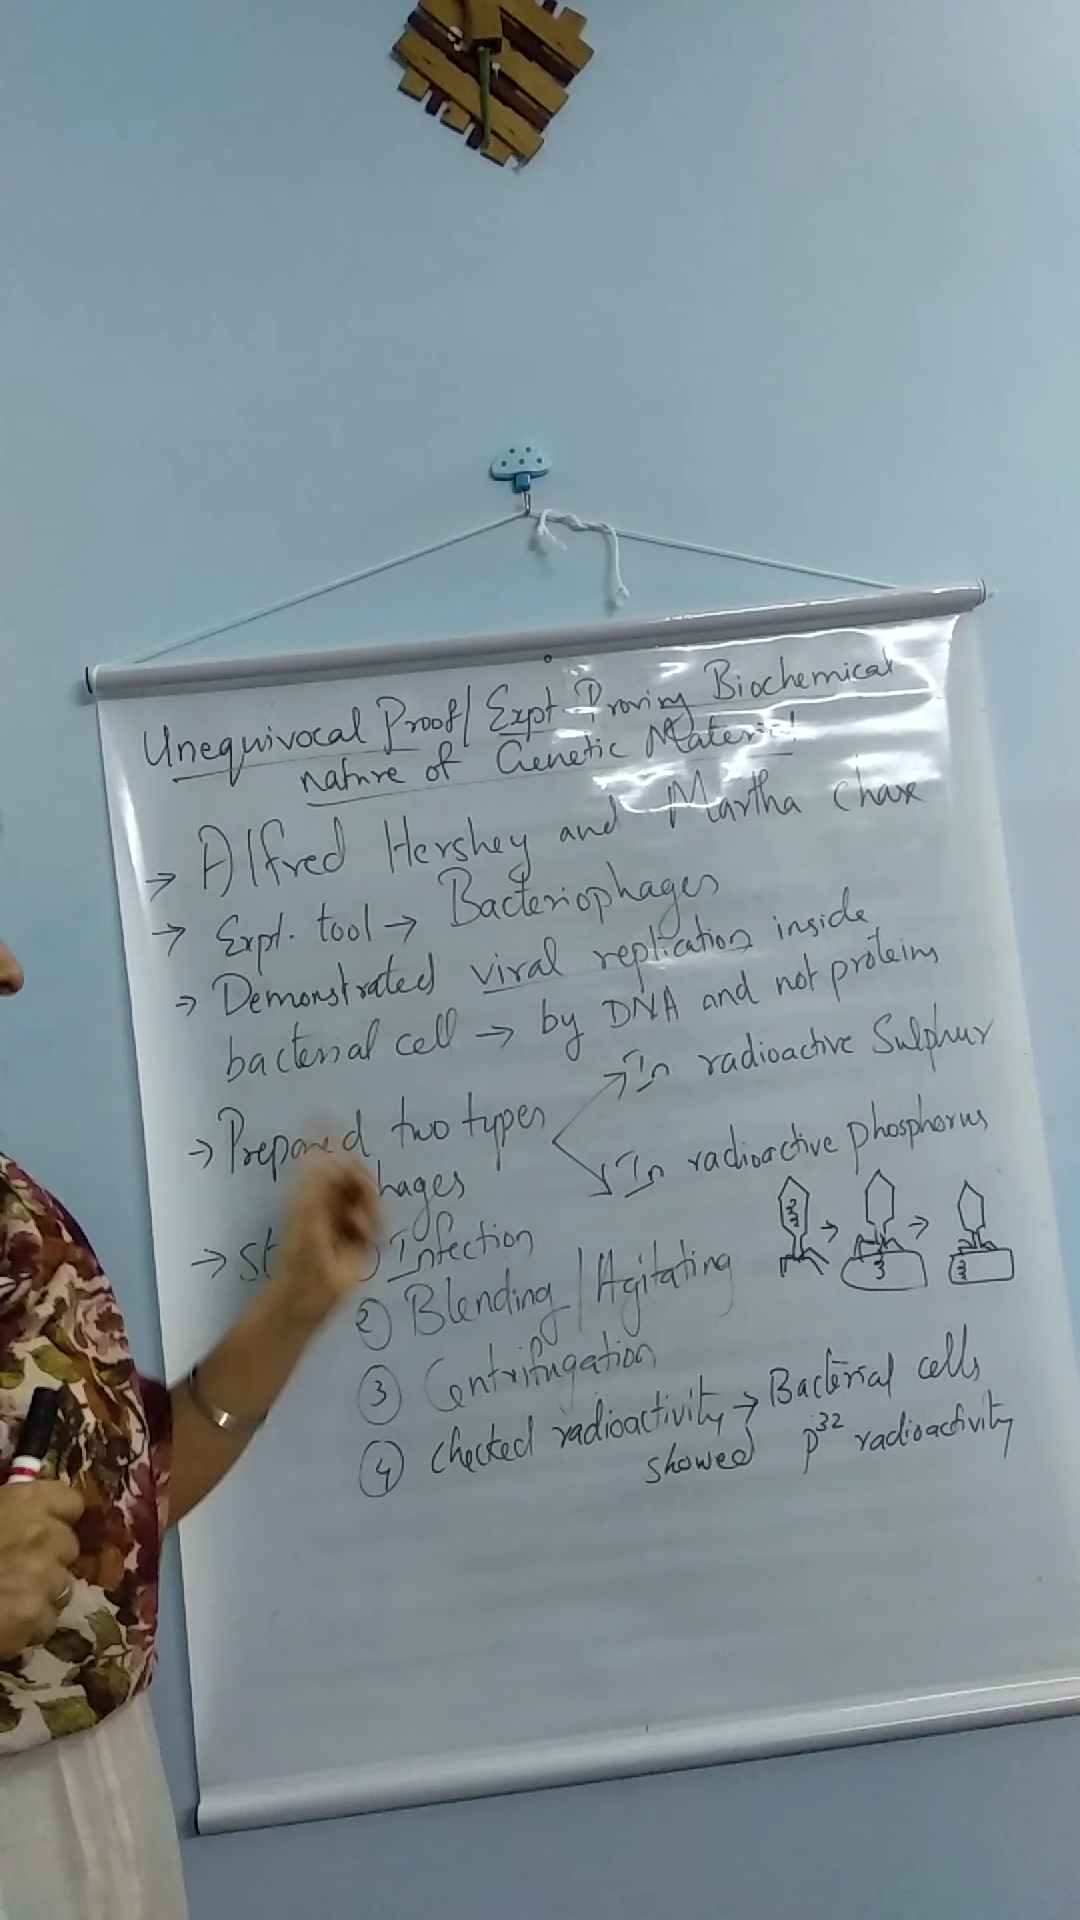 Unequivocal Proof/ Expt Proving Biochemical
nature of Genetic Material
→ Alfred Hershey and Martha Chase
→ Expt. tool → Bacteriophages
→ Demonstrated viral replication inside
bacterial cell → by DNA and not proteins
→ Prepared two types
hages
→ In radioactive Sulphur
→ In radioactive phosphorus
→ St
Infection
② Blending / Agitating
③ Centrifugation
④ Checked radioactivity → Bacterial cells
showed p³² radioactivity